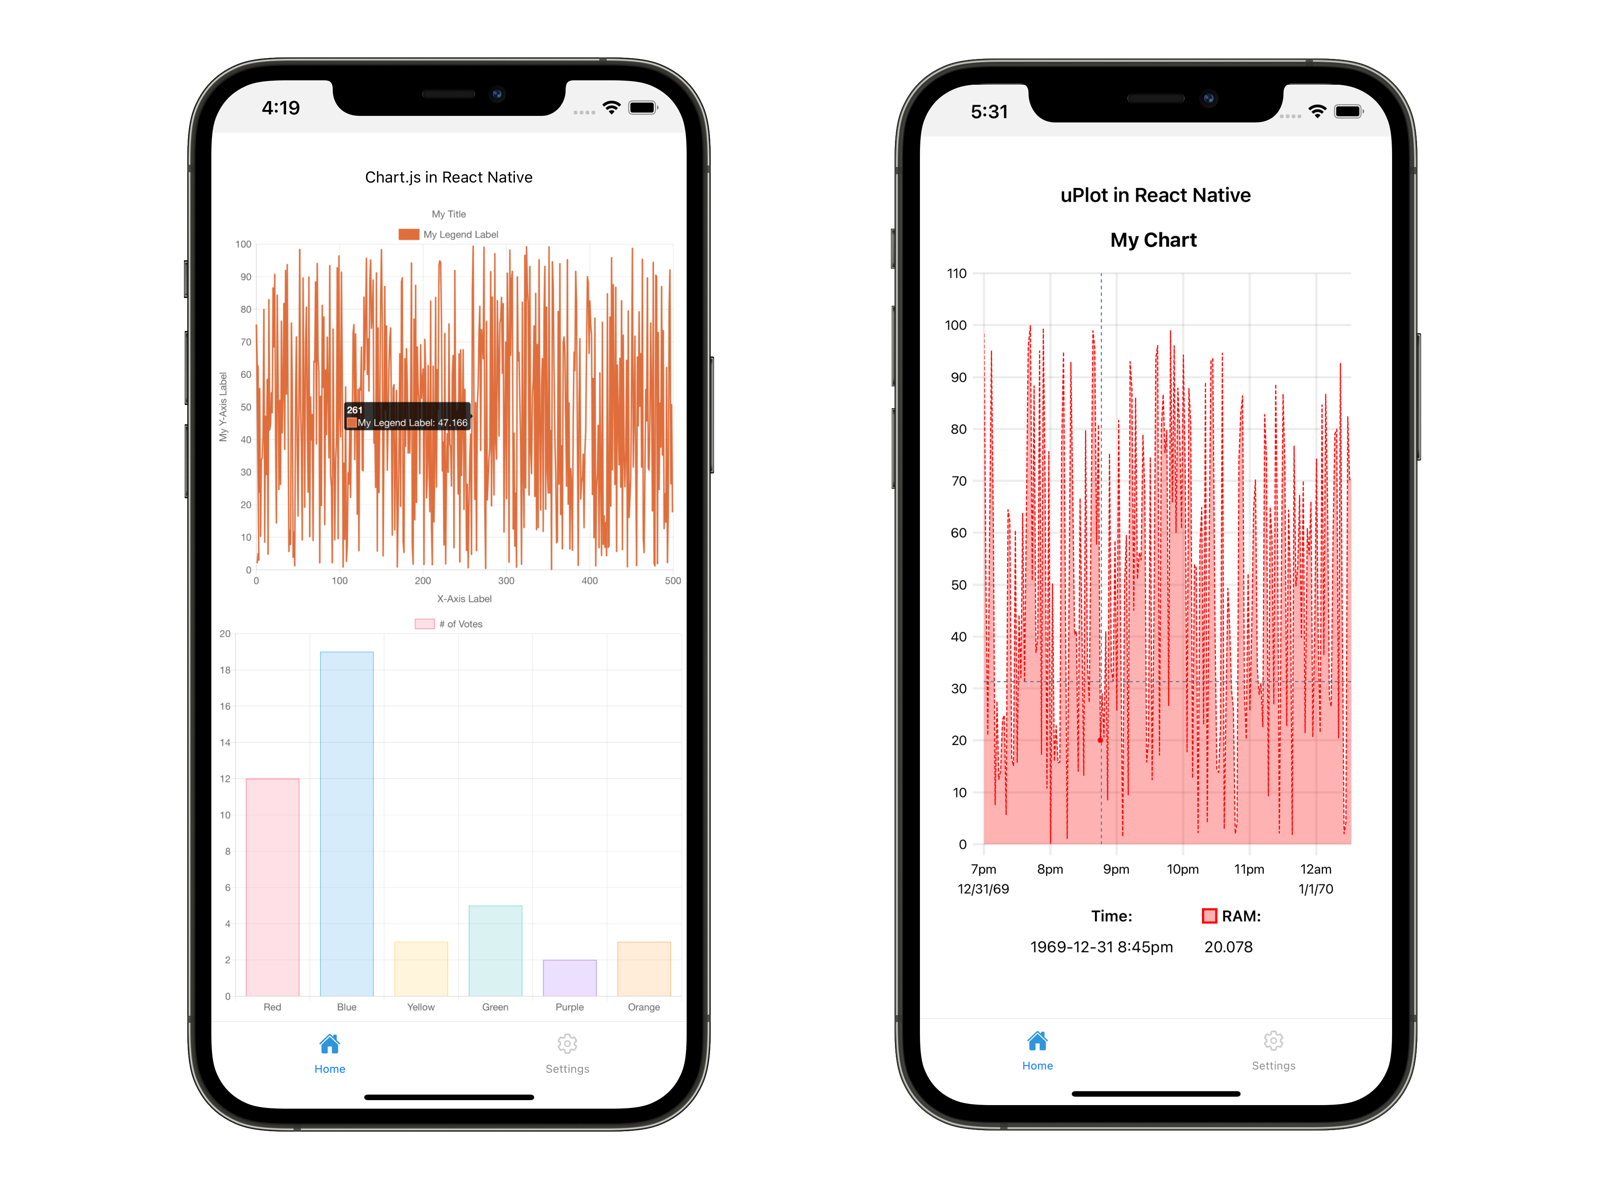 4:19
Chart.js in React Native
My Title
My Legend Label
100
90
80
70
60
50
40
30
20
10
0
My Y-Axis Label
261
My Legend Label: 47.166
0 100 200 300 400 500
X-Axis Label
# of Votes
20
18
16
14
12
10
8
6
4
2
0
Red Blue Yellow Green Purple Orange
Home Settings
5:31
uPlot in React Native
My Chart
110
100
90
80
70
60
50
40
30
20
10
0
7pm 8pm 9pm 10pm 11pm 12am
12/31/69 1/1/70
Time: RAM:
1969-12-31 8:45pm 20.078
Home Settings